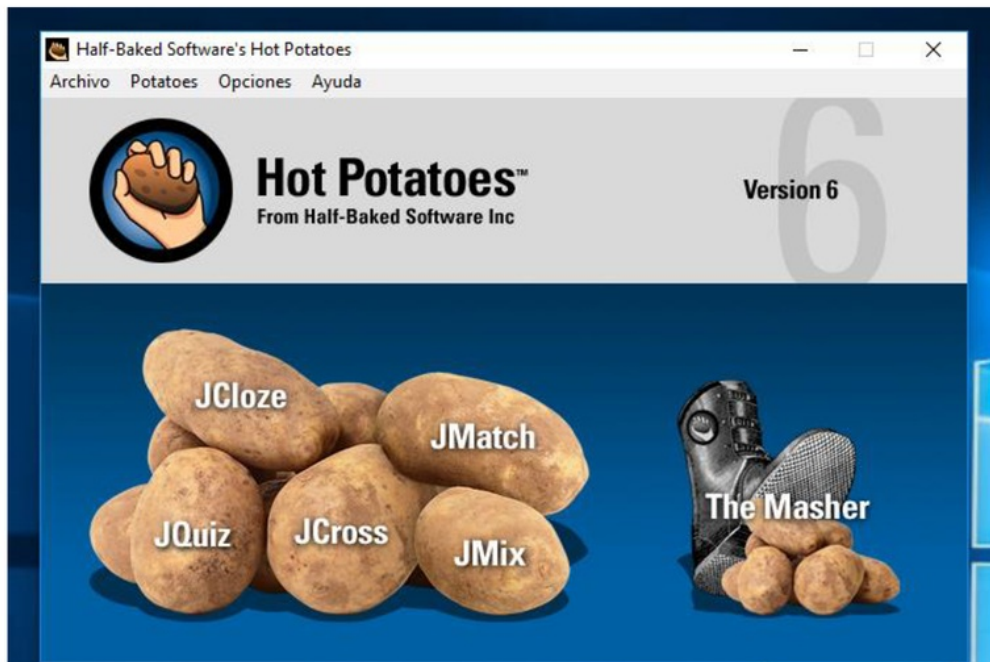 Half-Baked Software's Hot Potatoes
Archivo Potatoes Opciones Ayuda
6
Hot Potatoes™
From Half-Baked Software Inc
Version 6
JCloze
JMatch
JQuiz
JCross
JMix
The Masher